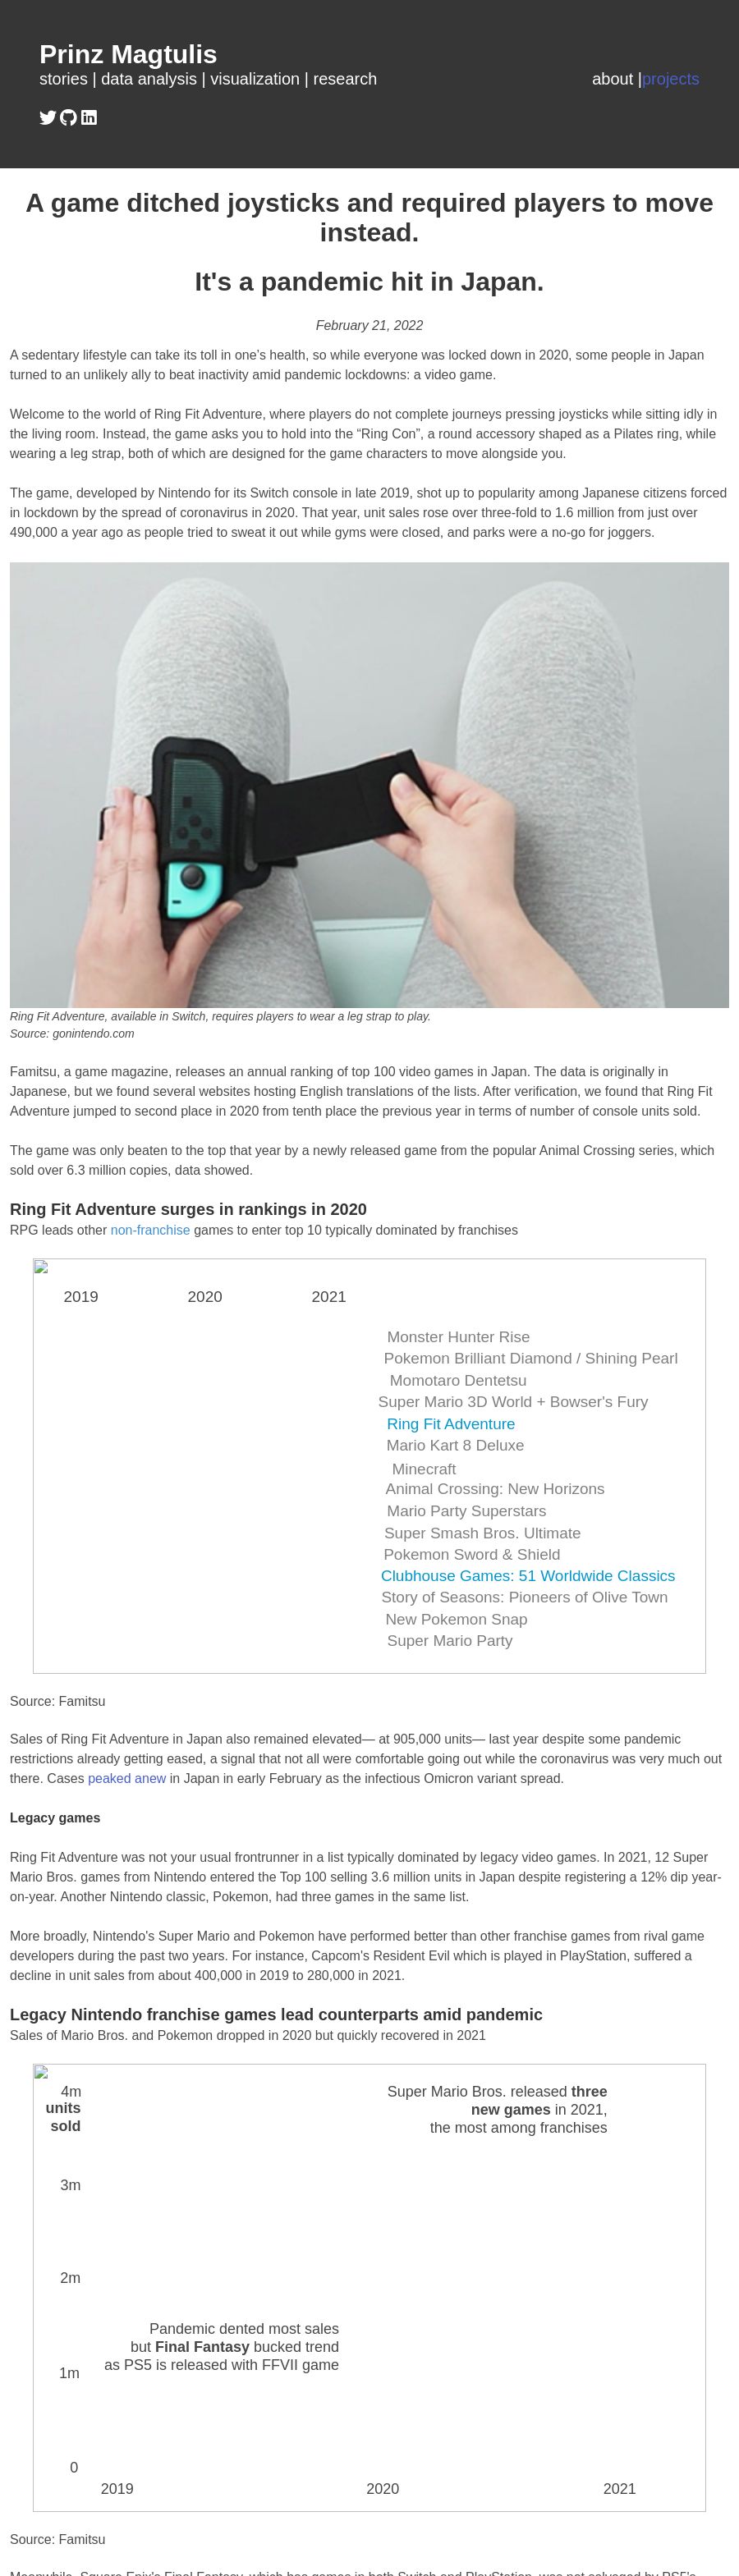 Prinz Magtulis
stories | data analysis | visualization | research
about |projects
A game ditched joysticks and required players to move
instead.
It's a pandemic hit in Japan.
February 21, 2022
A sedentary lifestyle can take its toll in one’s health, so while everyone was locked down in 2020, some people in Japan
turned to an unlikely ally to beat inactivity amid pandemic lockdowns: a video game.
Welcome to the world of Ring Fit Adventure, where players do not complete journeys pressing joysticks while sitting idly in
the living room. Instead, the game asks you to hold into the “Ring Con”, a round accessory shaped as a Pilates ring, while
wearing a leg strap, both of which are designed for the game characters to move alongside you.
The game, developed by Nintendo for its Switch console in late 2019, shot up to popularity among Japanese citizens forced
in lockdown by the spread of coronavirus in 2020. That year, unit sales rose over three-fold to 1.6 million from just over
490,000 a year ago as people tried to sweat it out while gyms were closed, and parks were a no-go for joggers.
Ring Fit Adventure, available in Switch, requires players to wear a leg strap to play.
Source: gonintendo.com
Famitsu, a game magazine, releases an annual ranking of top 100 video games in Japan. The data is originally in
Japanese, but we found several websites hosting English translations of the lists. After verification, we found that Ring Fit
Adventure jumped to second place in 2020 from tenth place the previous year in terms of number of console units sold.
The game was only beaten to the top that year by a newly released game from the popular Animal Crossing series, which
sold over 6.3 million copies, data showed.
Ring Fit Adventure surges in rankings in 2020
RPG leads other non-franchise games to enter top 10 typically dominated by franchises
2019 2020 2021
Monster Hunter Rise
Pokemon Brilliant Diamond / Shining Pearl
Momotaro Dentetsu
Super Mario 3D World + Bowser's Fury
Ring Fit Adventure
Mario Kart 8 Deluxe
Minecraft
Animal Crossing: New Horizons
Mario Party Superstars
Super Smash Bros. Ultimate
Pokemon Sword & Shield
Clubhouse Games: 51 Worldwide Classics
Story of Seasons: Pioneers of Olive Town
New Pokemon Snap
Super Mario Party
Source: Famitsu
Sales of Ring Fit Adventure in Japan also remained elevated— at 905,000 units— last year despite some pandemic
restrictions already getting eased, a signal that not all were comfortable going out while the coronavirus was very much out
there. Cases peaked anew in Japan in early February as the infectious Omicron variant spread.
Legacy games
Ring Fit Adventure was not your usual frontrunner in a list typically dominated by legacy video games. In 2021, 12 Super
Mario Bros. games from Nintendo entered the Top 100 selling 3.6 million units in Japan despite registering a 12% dip year-
on-year. Another Nintendo classic, Pokemon, had three games in the same list.
More broadly, Nintendo's Super Mario and Pokemon have performed better than other franchise games from rival game
developers during the past two years. For instance, Capcom's Resident Evil which is played in PlayStation, suffered a
decline in unit sales from about 400,000 in 2019 to 280,000 in 2021.
Legacy Nintendo franchise games lead counterparts amid pandemic
Sales of Mario Bros. and Pokemon dropped in 2020 but quickly recovered in 2021
4m
units
sold
Super Mario Bros. released three
new games in 2021,
the most among franchises
3m
2m
Pandemic dented most sales
but Final Fantasy bucked trend
as PS5 is released with FFVII game
1m
0
2019 2020 2021
Source: Famitsu
Meanwhile, Square Enix's Final Fantasy, which has games in both Switch and PlayStation, was not salvaged by PS5's